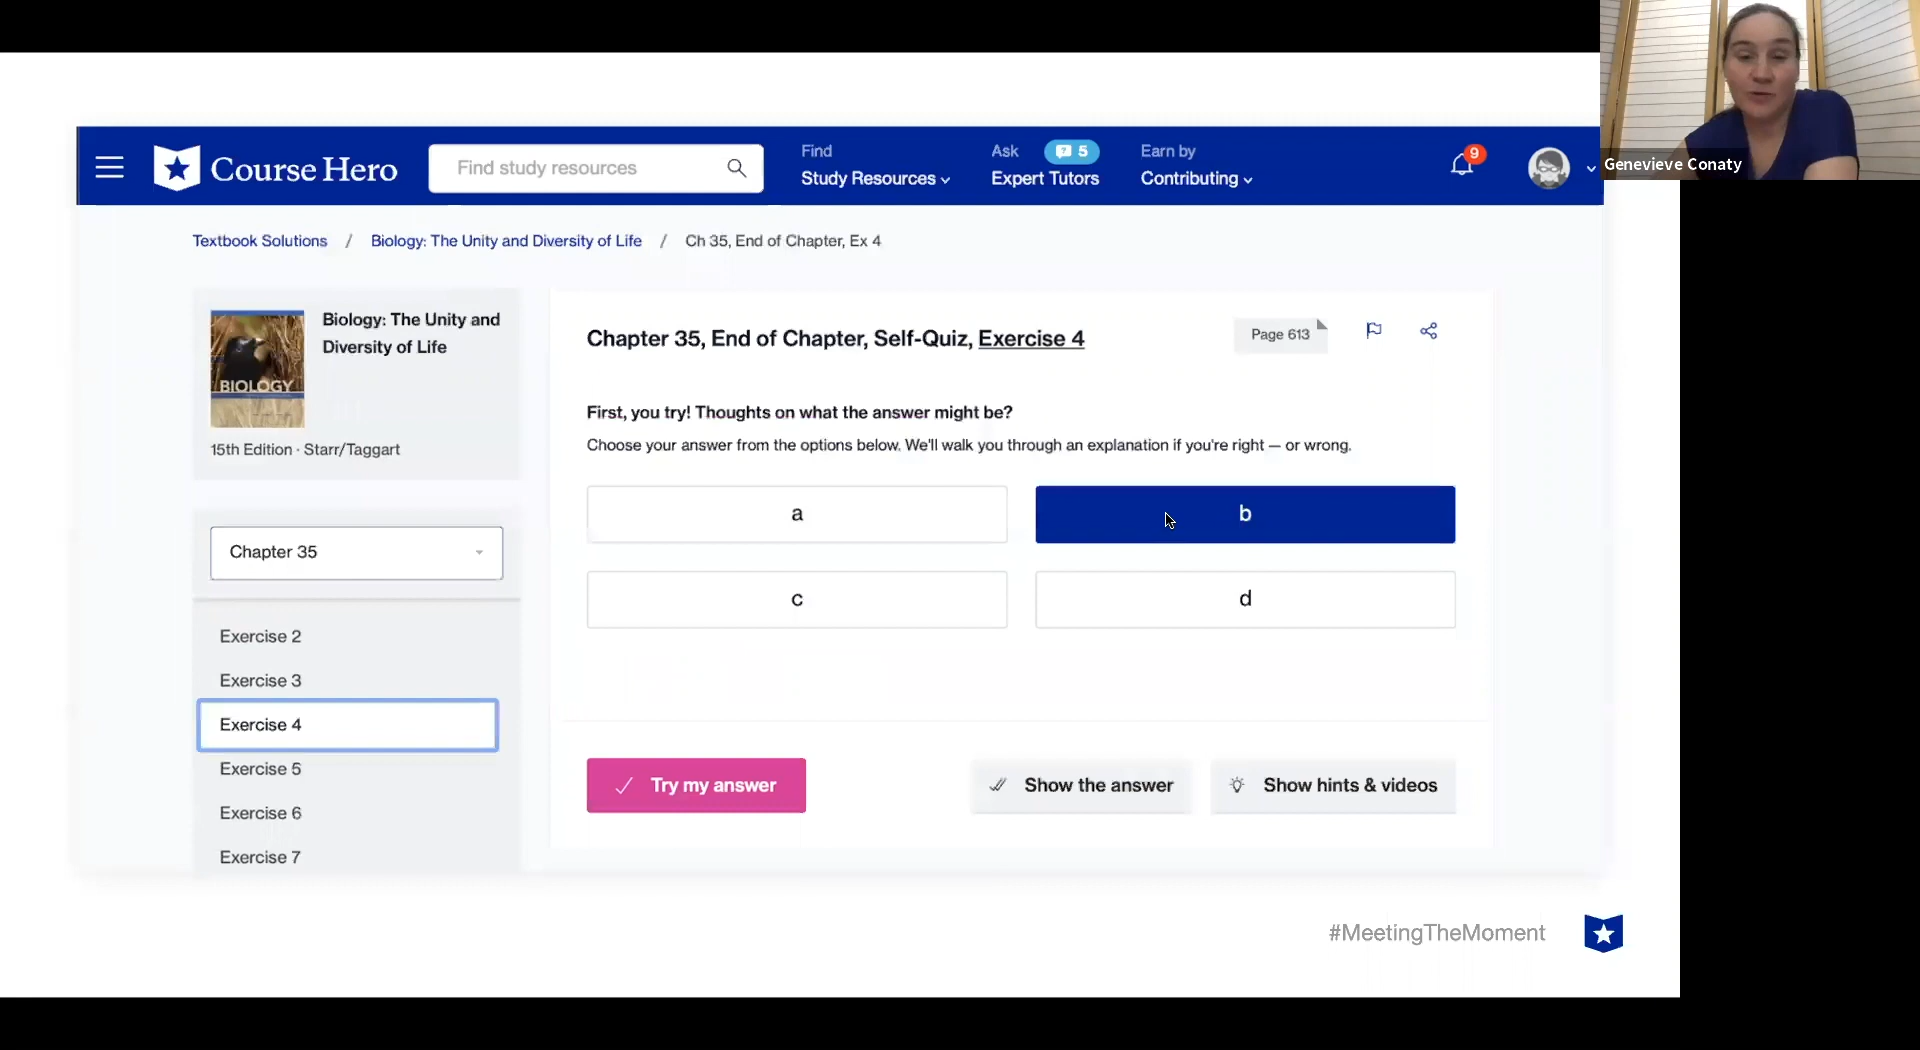 Genevieve Conaty
Course Hero
Find study resources
Find
Study Resources
Ask
5
Expert Tutors
Earn by
Contributing
9
Textbook Solutions / Biology: The Unity and Diversity of Life / Ch 35, End of Chapter, Ex 4
BIOLOGY
Biology: The Unity and
Diversity of Life
15th Edition · Starr/Taggart
Chapter 35
Exercise 2
Exercise 3
Exercise 4
Exercise 5
Exercise 6
Exercise 7
Chapter 35, End of Chapter, Self-Quiz, Exercise 4
Page 613
First, you try! Thoughts on what the answer might be?
Choose your answer from the options below. We'll walk you through an explanation if you're right — or wrong.
a
b
c
d
Try my answer
Show the answer
Show hints & videos
#MeetingTheMoment